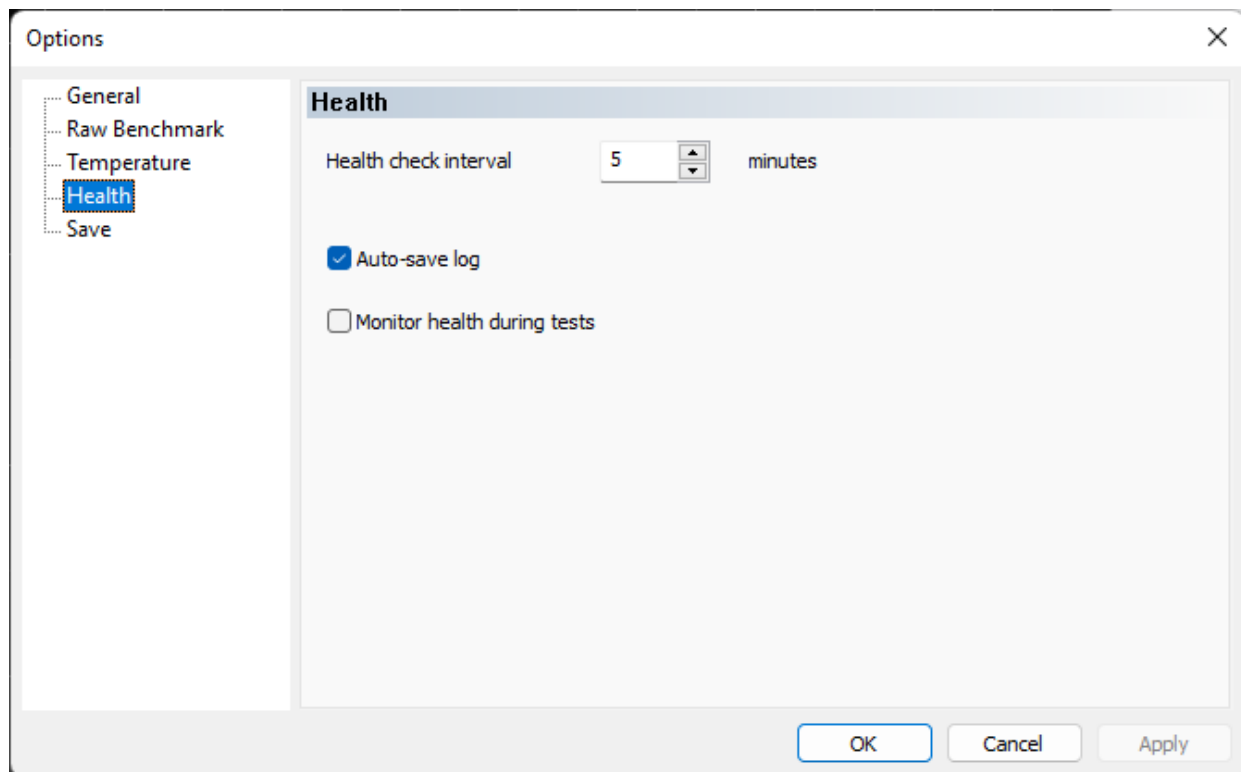 Options
General
Raw Benchmark
Temperature
Health
Save
Health
Health check interval 5 minutes
Auto-save log
Monitor health during tests
OK Cancel Apply